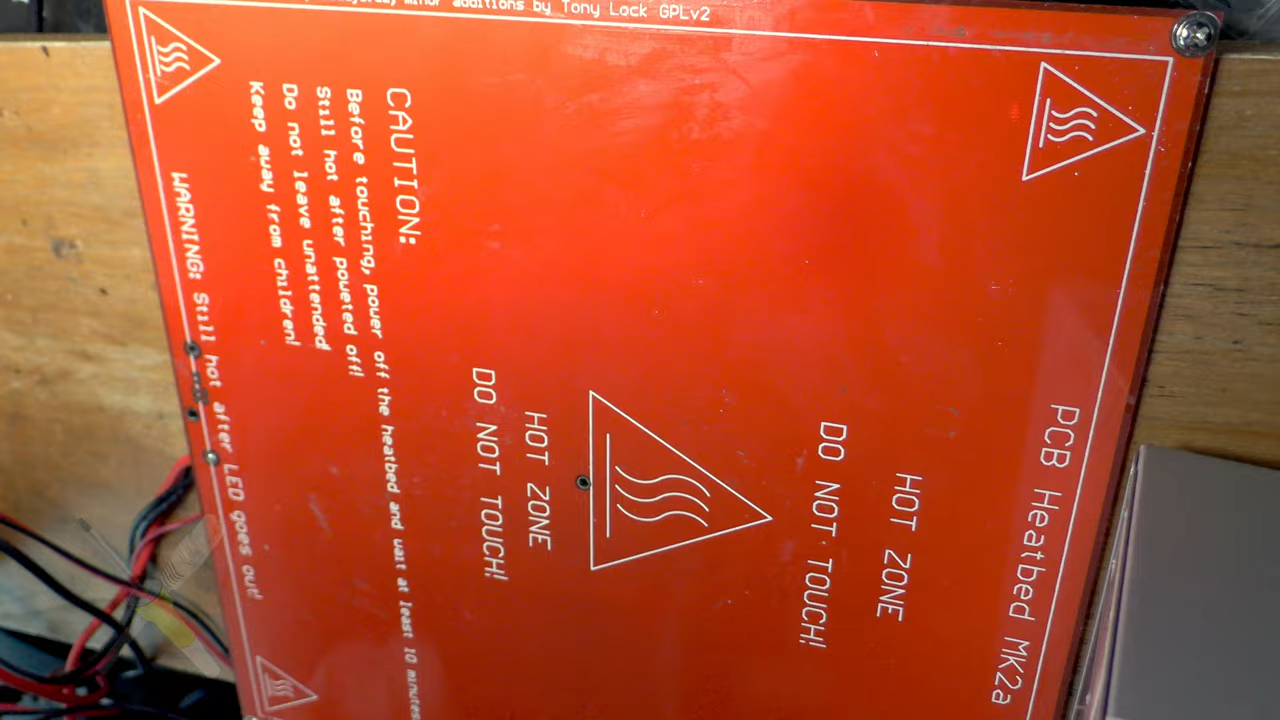 PCB Heatbed MK2a
HOT ZONE
DO NOT TOUCH!
HOT ZONE
DO NOT TOUCH!
CAUTION:
Before touching, power off the heatbed and wait at least 10 minutes
Still hot after poweted off!
Do not leave unattended
Keep away from children!
WARNING: Still hot after LED goes out!
minor additions by Tony Lock GPLv2